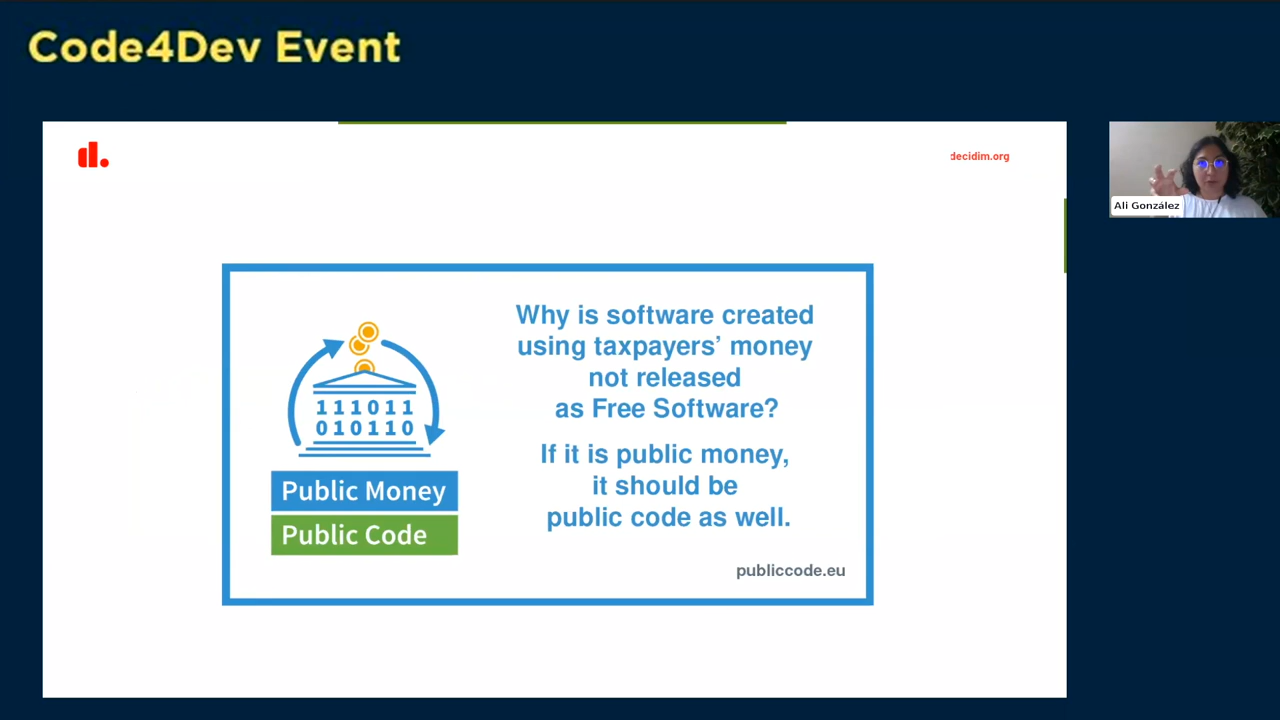 Code4Dev Event
d.
decidim.org
Ali González
Why is software created
using taxpayers’ money
not released
as Free Software?
If it is public money,
it should be
public code as well.
publiccode.eu
111011
010110
Public Money
Public Code